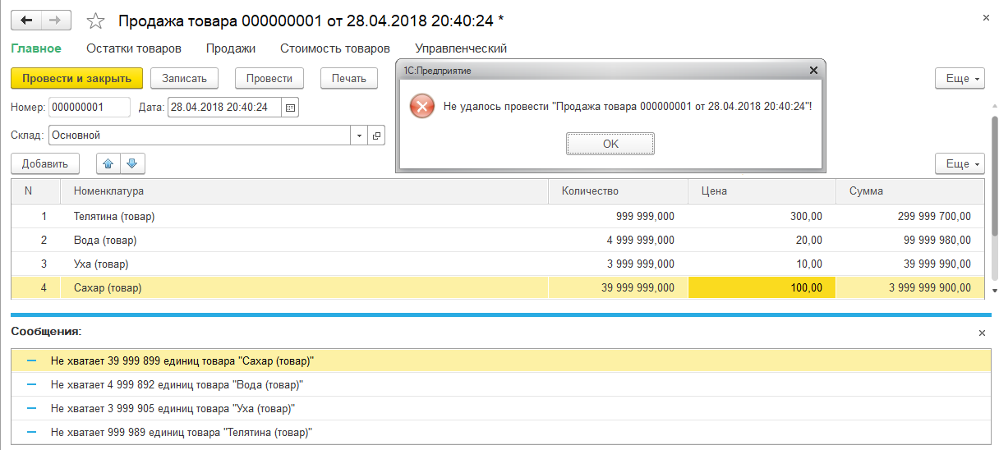 Продажа товара 000000001 от 28.04.2018 20:40:24 *
Главное Остатки товаров Продажи Стоимость товаров Управленческий
1С:Предприятие
Не удалось провести "Продажа товара 000000001 от 28.04.2018 20:40:24"!
OK
Провести и закрыть Записать Провести Печать Еще
Номер: 000000001 Дата: 28.04.2018 20:40:24
Склад: Основной
Добавить Еще
N Номенклатура Количество Цена Сумма
1 Телятина (товар) 999 999,000 300,00 299 999 700,00
2 Вода (товар) 4 999 999,000 20,00 99 999 980,00
3 Уха (товар) 3 999 999,000 10,00 39 999 990,00
4 Сахар (товар) 39 999 999,000 100,00 3 999 999 900,00
Сообщения:
Не хватает 39 999 899 единиц товара "Сахар (товар)"
Не хватает 4 999 892 единиц товара "Вода (товар)"
Не хватает 3 999 905 единиц товара "Уха (товар)"
Не хватает 999 989 единиц товара "Телятина (товар)"